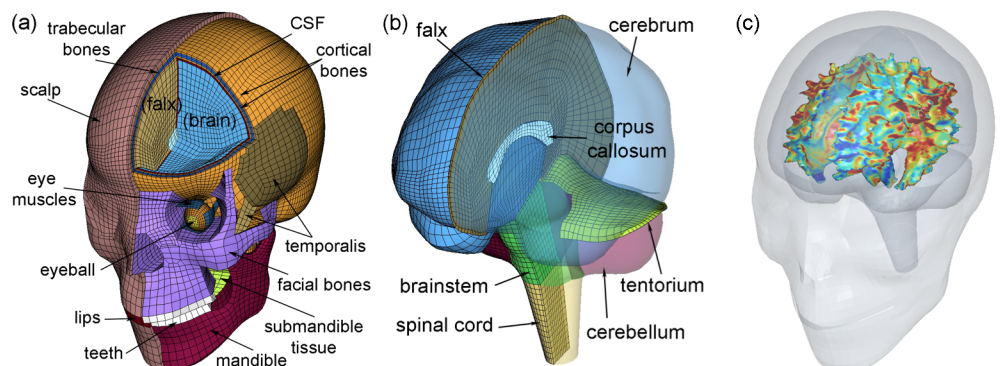 (a)
trabecular
bones
CSF
cortical
bones
scalp
(falx)
(brain)
eye
muscles
temporalis
eyeball
facial bones
lips
submandible
tissue
teeth
mandible
(b)
falx
cerebrum
corpus
callosum
brainstem
tentorium
spinal cord
cerebellum
(c)